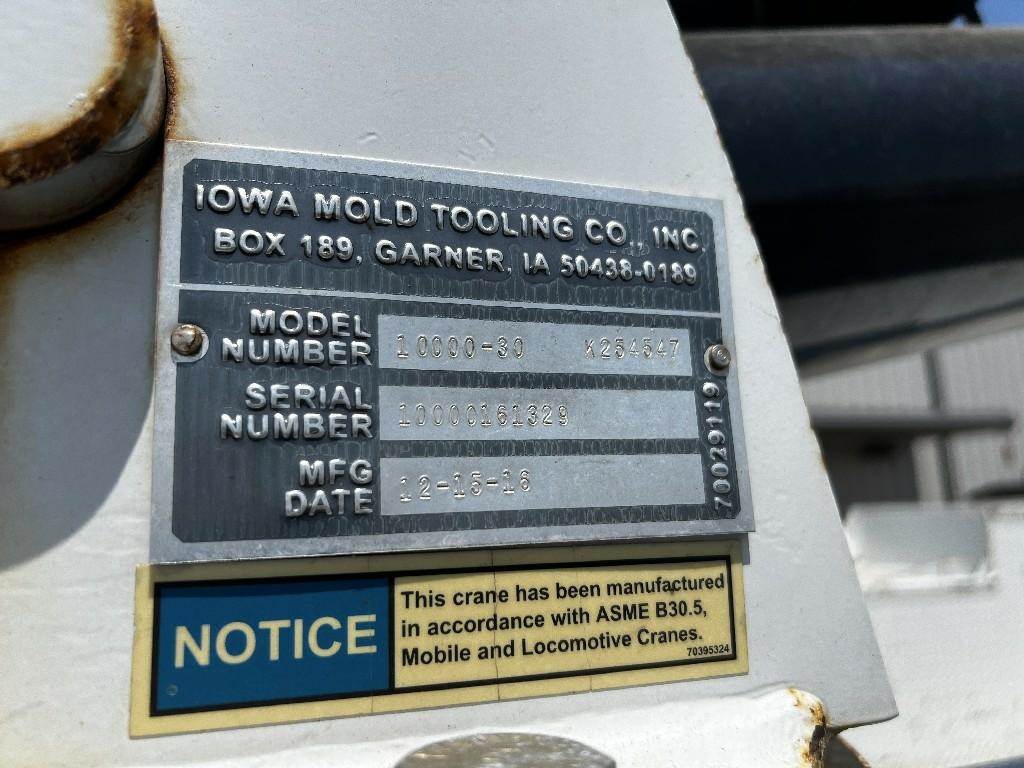 IOWA MOLD TOOLING CO., INC.
BOX 189, GARNER, IA 50438-0189
MODEL NUMBER 10000-30 K254547
SERIAL NUMBER 10000161329
MFG DATE 12-15-16
70029119
NOTICE
This crane has been manufactured
in accordance with ASME B30.5,
Mobile and Locomotive Cranes.
70395324